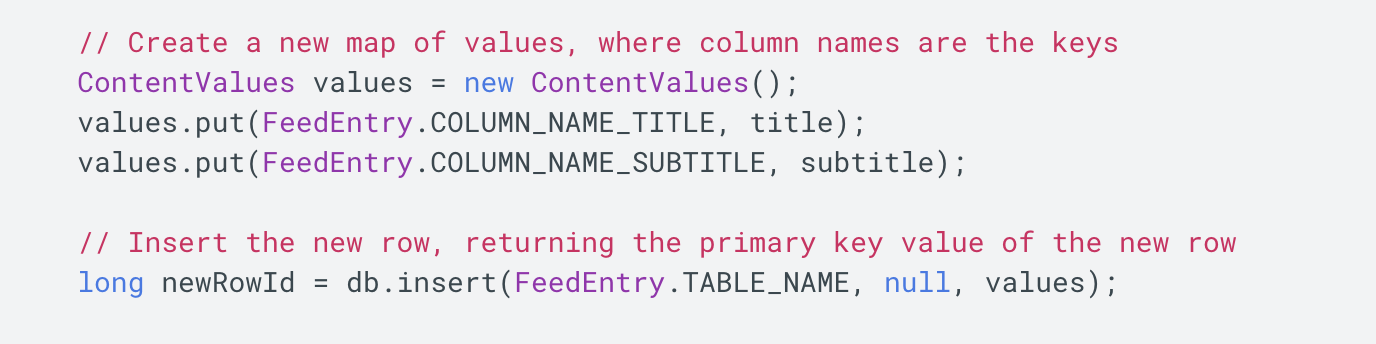 // Create a new map of values, where column names are the keys
ContentValues values = new ContentValues();
values.put(FeedEntry.COLUMN_NAME_TITLE, title);
values.put(FeedEntry.COLUMN_NAME_SUBTITLE, subtitle);
// Insert the new row, returning the primary key value of the new row
long newRowId = db.insert(FeedEntry.TABLE_NAME, null, values);